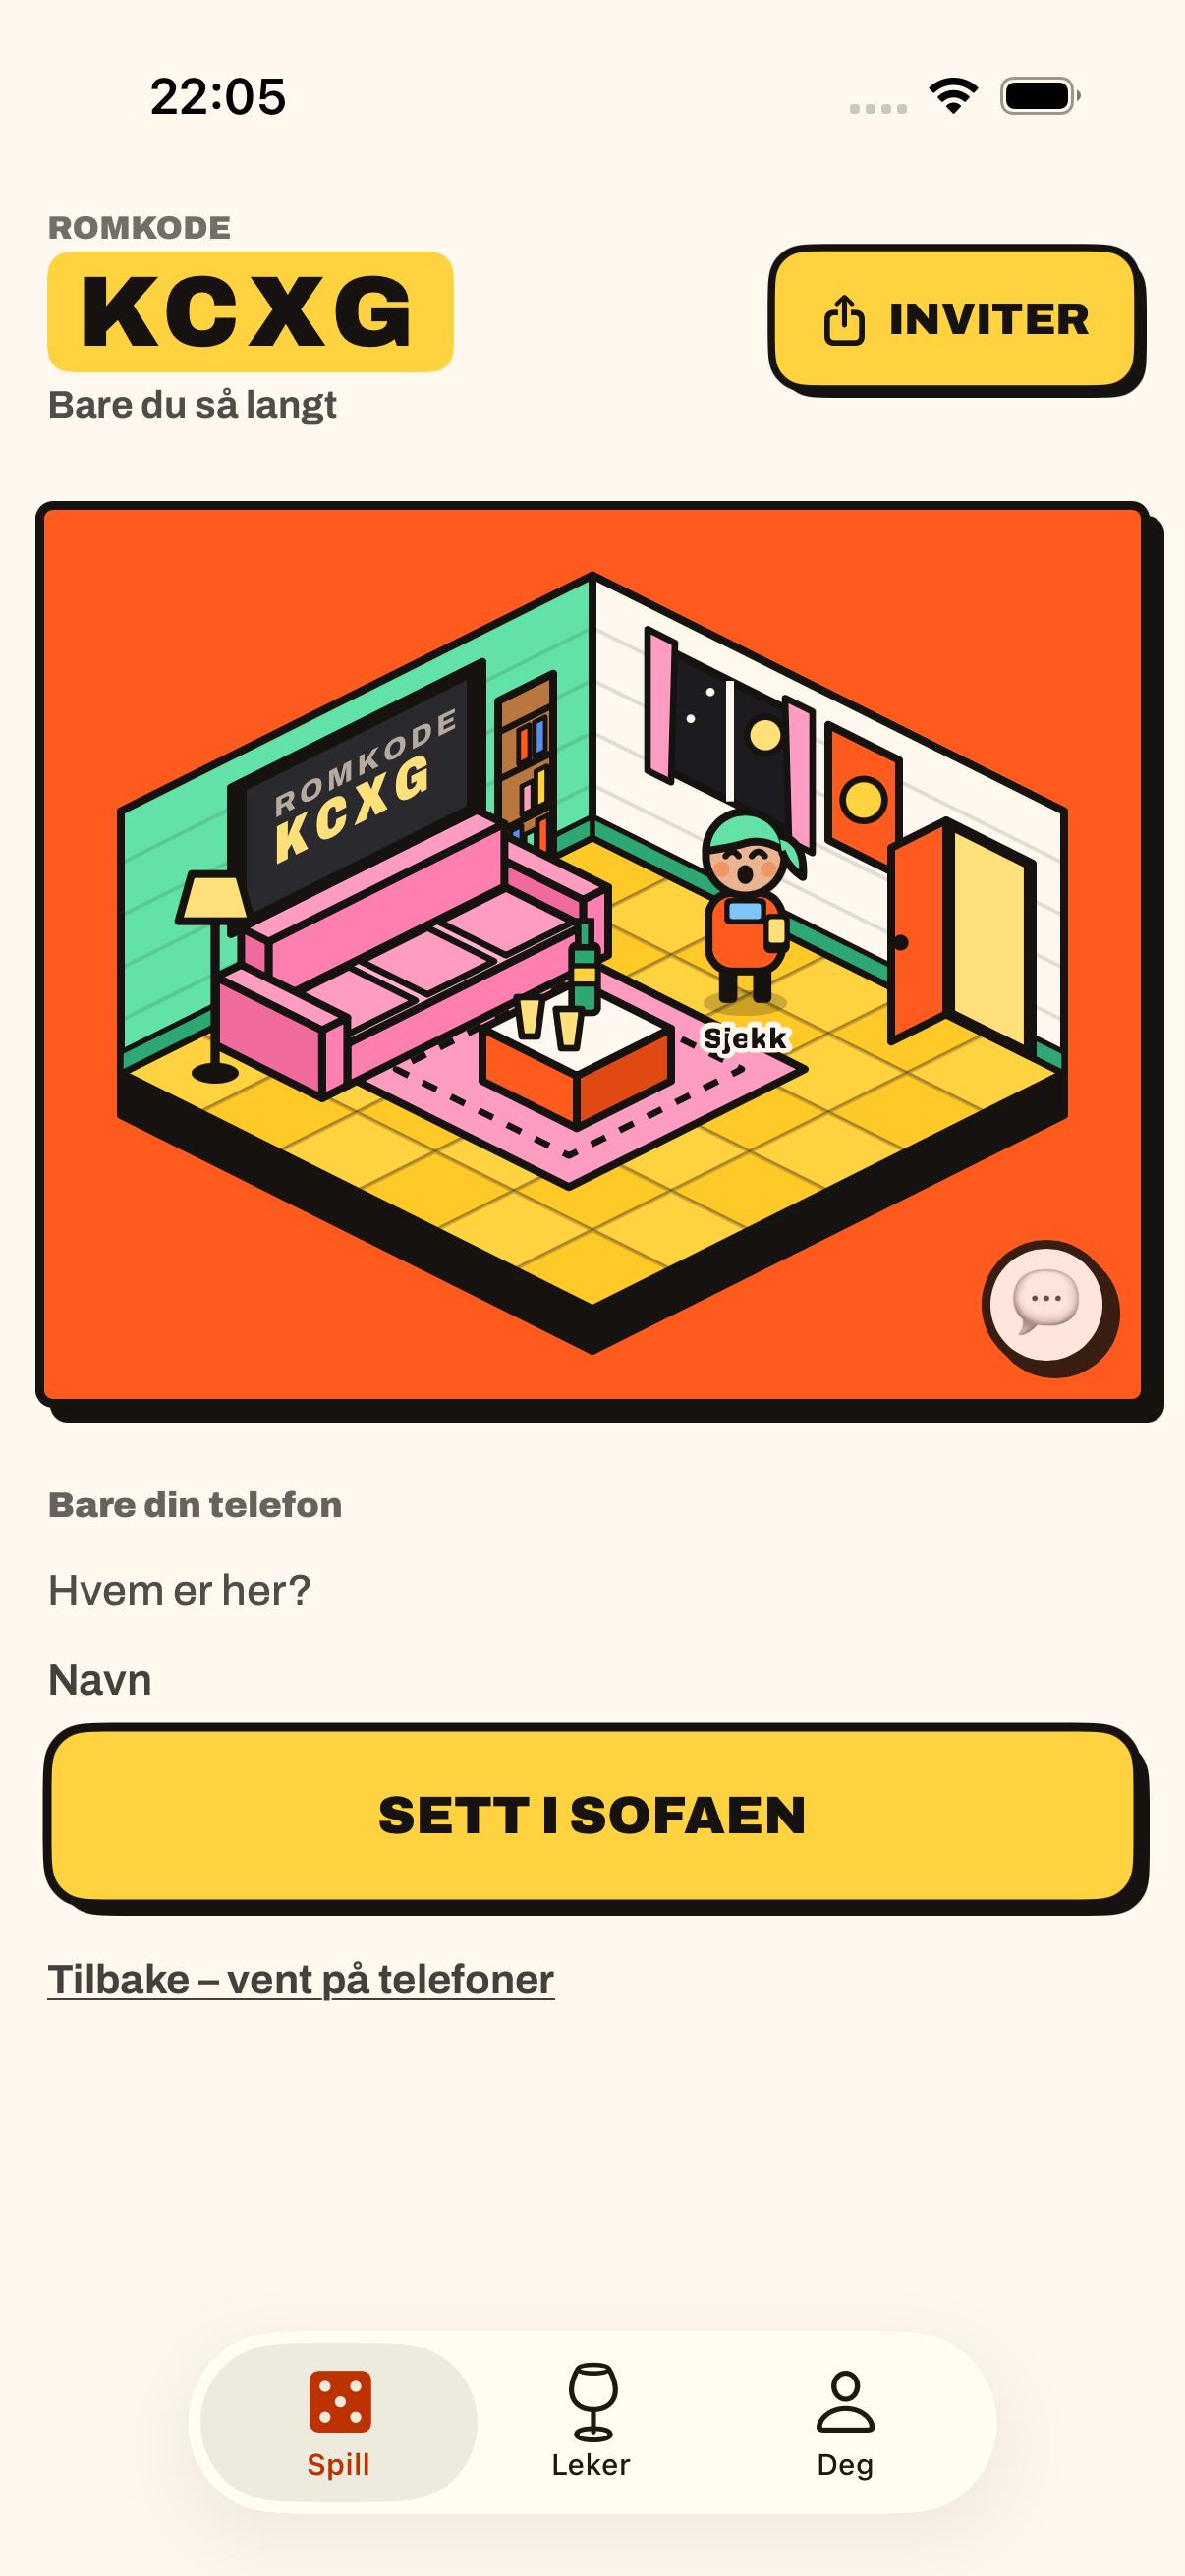 22:05
ROMKODE
KCXG
Bare du så langt
INVITER
ROMKODE
KCXG
Sjekk
Bare din telefon
Hvem er her?
Navn
SETT I SOFAEN
Tilbake – vent på telefoner
Spill
Leker
Deg